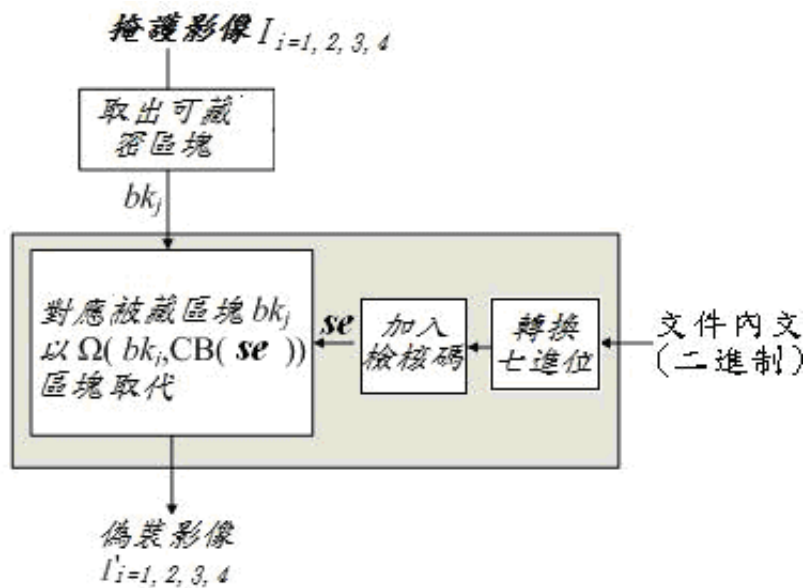 掩護影像 I i=1, 2, 3, 4
取出可藏
密區塊
bkj
對應被藏區塊 bkj
以 Ω( bkj,CB( se ))
區塊取代
se
加入
檢核碼
轉換
七進位
文件內文
(二進制)
偽裝影像
I'i=1, 2, 3, 4